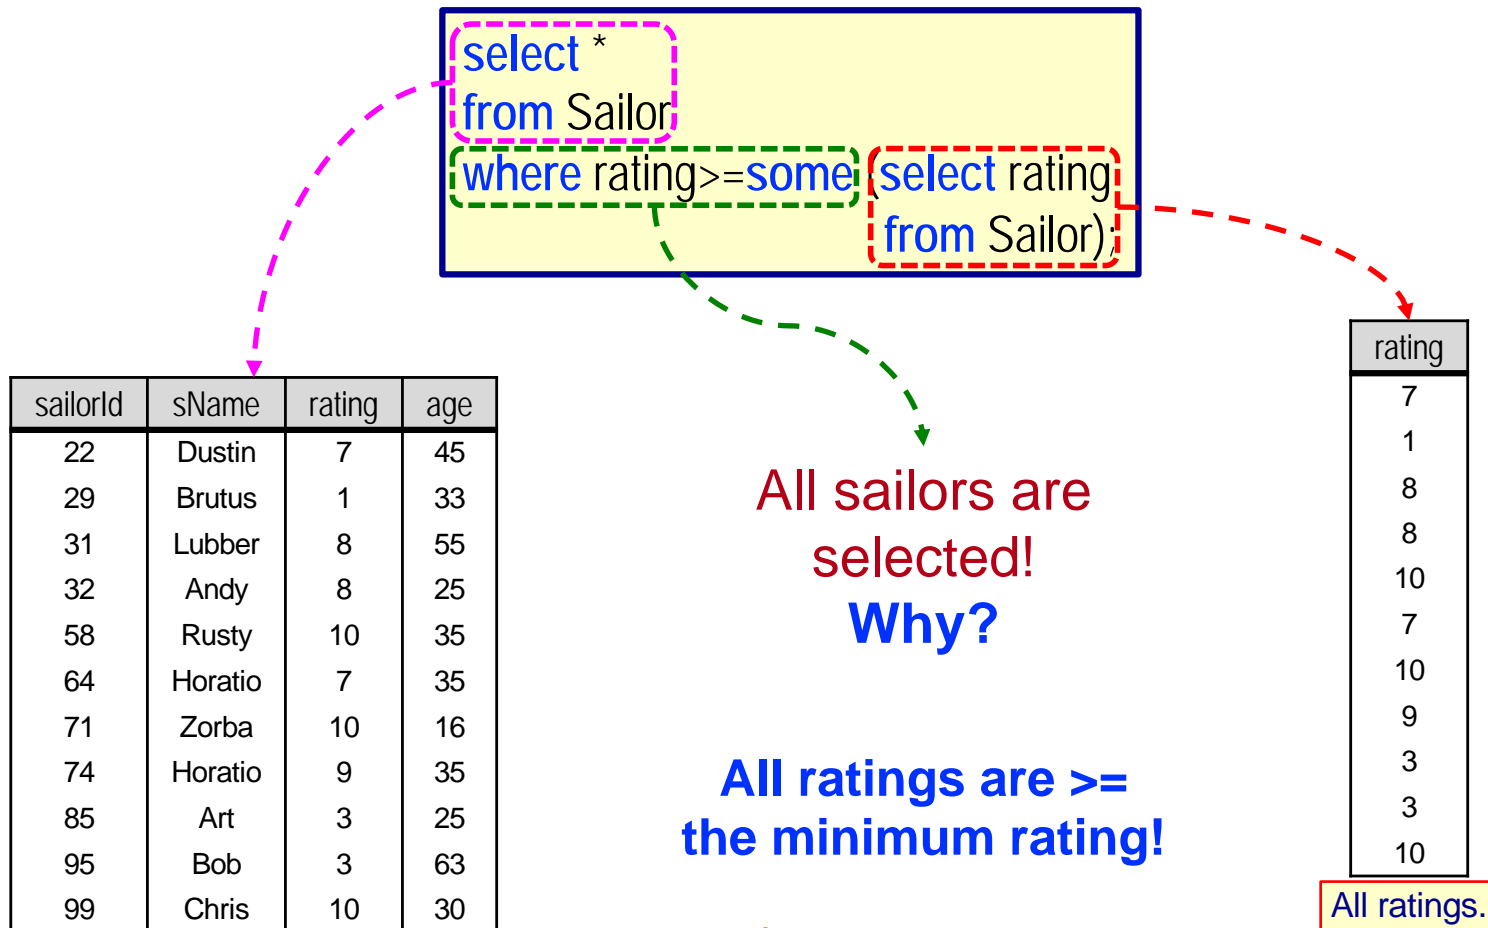 select *
from Sailor
where rating>=some (select rating
from Sailor);
sailorId sName rating age
22 Dustin 7 45
29 Brutus 1 33
31 Lubber 8 55
32 Andy 8 25
58 Rusty 10 35
64 Horatio 7 35
71 Zorba 10 16
74 Horatio 9 35
85 Art 3 25
95 Bob 3 63
99 Chris 10 30
All sailors are
selected!
Why?
All ratings are >=
the minimum rating!
rating
7
1
8
8
10
7
10
9
3
3
10
All ratings.